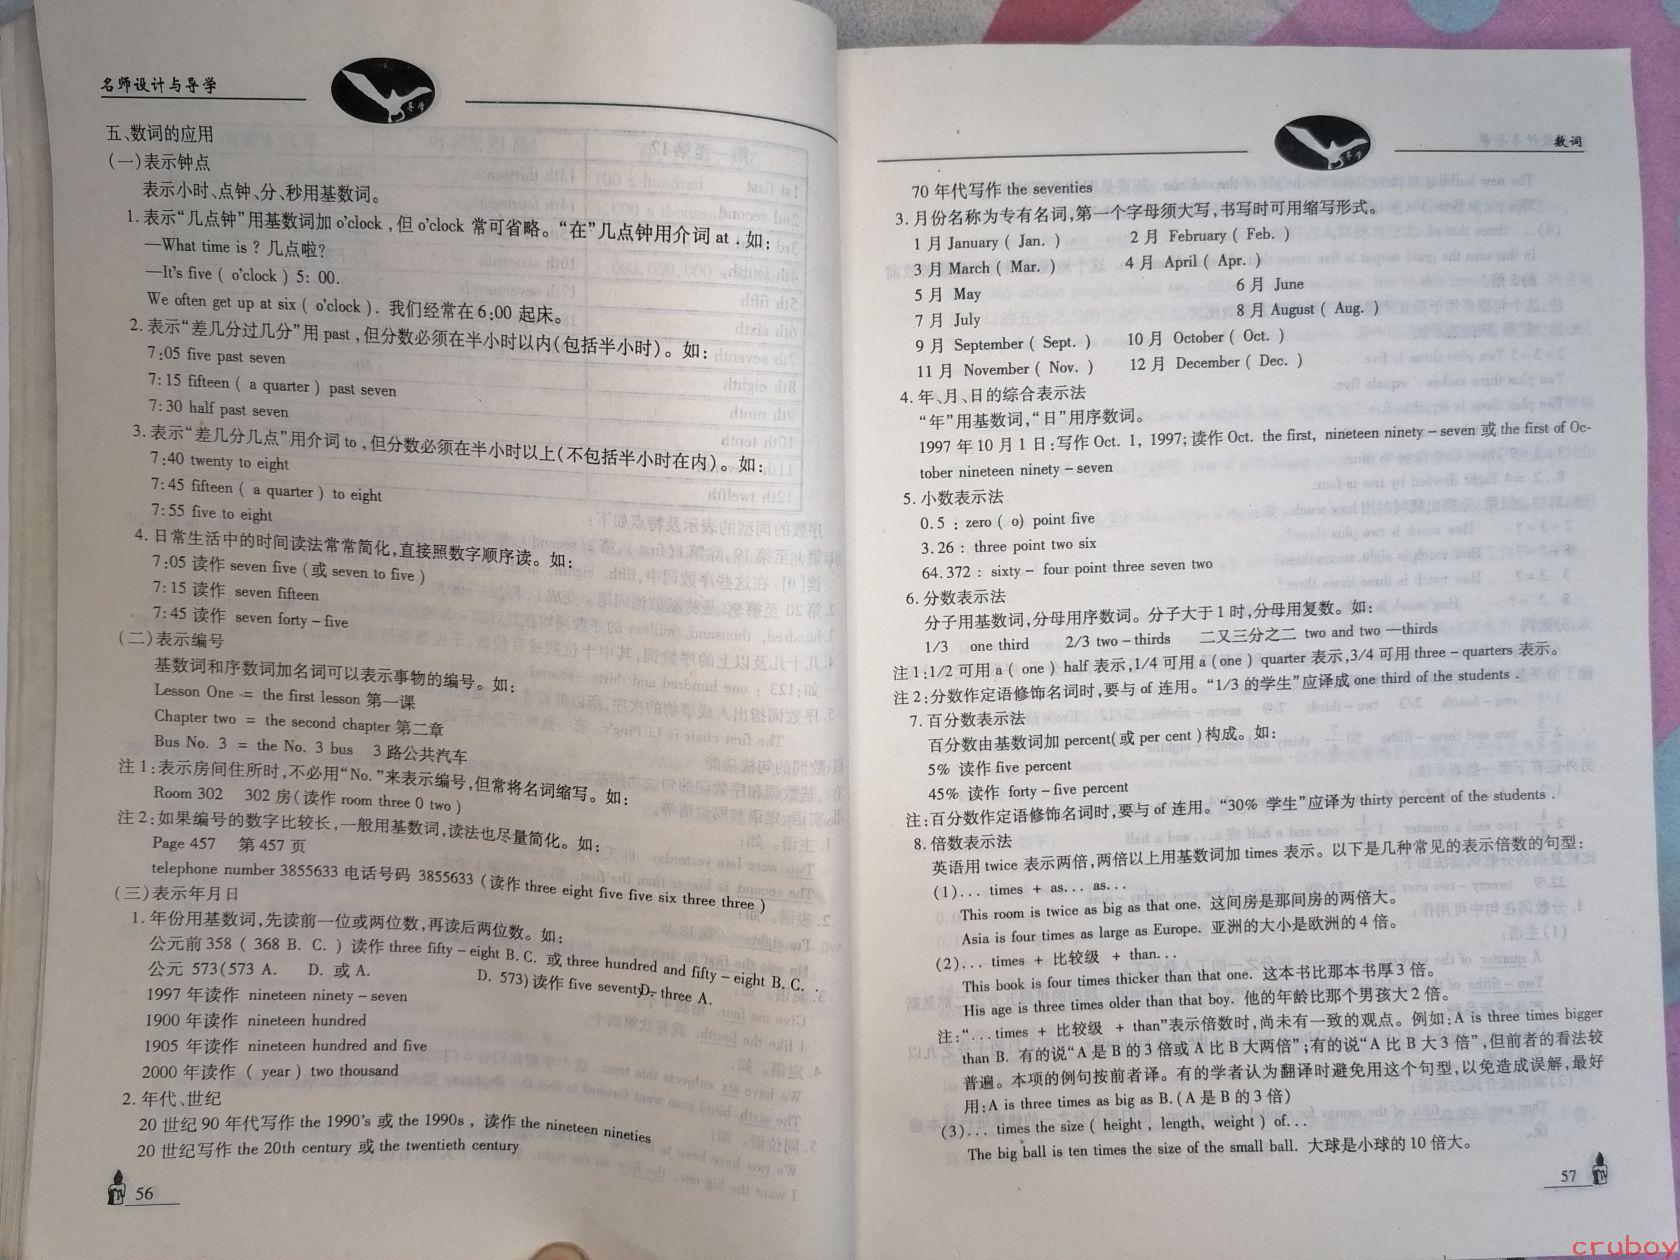 名师设计与导学
导学
五、数词的应用
(一)表示钟点
表示小时、点钟、分、秒用基数词。
1. 表示“几点钟”用基数词加 o'clock , 但 o'clock 常可省略。“在”几点钟用介词 at . 如:
—What time is ? 几点啦?
—It's five ( o'clock ) 5: 00.
We often get up at six ( o'clock ). 我们经常在6:00 起床。
2. 表示“差几分过几分”用 past , 但分数必须在半小时以内(包括半小时)。如:
7:05 five past seven
7:15 fifteen ( a quarter ) past seven
7:30 half past seven
3. 表示“差几分几点”用介词 to , 但分数必须在半小时以上(不包括半小时在内)。如:
7:40 twenty to eight
7:45 fifteen ( a quarter ) to eight
7:55 five to eight
4. 日常生活中的时间读法常常简化,直接照数字顺序读。如:
7:05 读作 seven five (或 seven to five )
7:15 读作 seven fifteen
7:45 读作 seven forty – five
(二)表示编号
基数词和序数词加名词可以表示事物的编号。如:
Lesson One = the first lesson 第一课
Chapter two = the second chapter 第二章
Bus No. 3 = the No. 3 bus 3 路公共汽车
注 1:表示房间住所时,不必用“No. ”来表示编号,但常将名词缩写。如:
Room 302 302 房(读作 room three 0 two )
注 2:如果编号的数字比较长,一般用基数词,读法也尽量简化。如:
Page 457 第 457 页
telephone number 3855633 电话号码 3855633 (读作 three eight five five six three three )
(三)表示年月日
1. 年份用基数词,先读前一位或两位数,再读后两位数。如:
公元前 358 ( 368 B. C. ) 读作 three fifty – eight B. C. 或 three hundred and fifty – eight B. C. .
公元 573(573 A. D. 或 A. D. 573) 读作 five seventy – three A. D.
1997 年读作 nineteen ninety – seven
1900 年读作 nineteen hundred
1905 年读作 nineteen hundred and five
2000 年读作 ( year ) two thousand
2. 年代、世纪
20 世纪 90 年代写作 the 1990's 或 the 1990s , 读作 the nineteen nineties
20 世纪写作 the 20th century 或 the twentieth century
56
数词
导学
70 年代写作 the seventies
3. 月份名称为专有名词,第一个字母须大写,书写时可用缩写形式。
1 月 January ( Jan. ) 2 月 February ( Feb. )
3 月 March ( Mar. ) 4 月 April ( Apr. )
5 月 May 6 月 June
7 月 July 8 月 August ( Aug. )
9 月 September ( Sept. ) 10 月 October ( Oct. )
11 月 November ( Nov. ) 12 月 December ( Dec. )
4. 年、月、日的综合表示法
“年”用基数词,“日”用序数词。
1997 年 10 月 1 日:写作 Oct. 1, 1997; 读作 Oct. the first, nineteen ninety – seven 或 the first of Oc-
tober nineteen ninety – seven
5. 小数表示法
0. 5 : zero ( o) point five
3. 26 : three point two six
64. 372 : sixty – four point three seven two
6. 分数表示法
分子用基数词,分母用序数词。分子大于 1 时,分母用复数。如:
1/3 one third 2/3 two – thirds 二又三分之二 two and two —thirds
注 1:1/2 可用 a ( one ) half 表示,1/4 可用 a ( one ) quarter 表示,3/4 可用 three – quarters 表示。
注 2:分数作定语修饰名词时,要与 of 连用。“1/3 的学生”应译成 one third of the students .
7. 百分数表示法
百分数由基数词加 percent(或 per cent )构成。如:
5% 读作 five percent
45% 读作 forty – five percent
注:百分数作定语修饰名词时,要与 of 连用。“30% 学生”应译为 thirty percent of the students .
8. 倍数表示法
英语用 twice 表示两倍,两倍以上用基数词加 times 表示。以下是几种常见的表示倍数的句型:
(1)... times + as... as...
This room is twice as big as that one. 这间房是那间房的两倍大。
Asia is four times as large as Europe. 亚洲的大小是欧洲的 4 倍。
(2)... times + 比较级 + than...
This book is four times thicker than that one. 这本书比那本书厚 3 倍。
His age is three times older than that boy. 他的年龄比那个男孩大 2 倍。
注:“...times + 比较级 + than”表示倍数时,尚未有一致的观点。例如:A is three times bigger
than B. 有的说“A 是 B 的 3 倍或 A 比 B 大两倍”;有的说“A 比 B 大 3 倍”,但前者的看法较
普遍。本项的例句按前者译。有的学者认为翻译时避免用这个句型,以免造成误解,最好
用:A is three times as big as B.(A 是 B 的 3 倍)
(3)... times the size ( height , length, weight ) of...
The big ball is ten times the size of the small ball. 大球是小球的 10 倍大。
57
cruboy